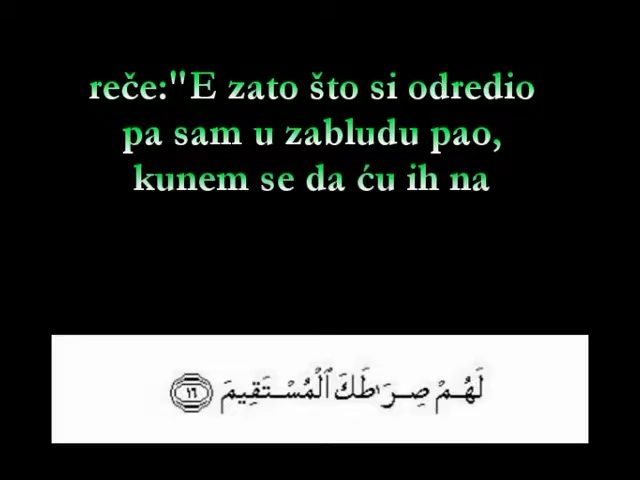 reče:"E zato što si odredio
pa sam u zabludu pao,
kunem se da ću ih na
لَهُمْ صِرَٰطَكَ ٱلْمُسْتَقِيمَ ١٦